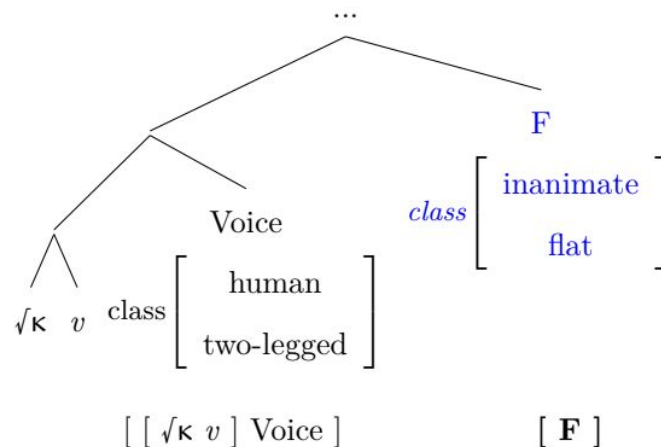 ...
F
class [ inanimate
flat ]
Voice
√κ v class [ human
two-legged ]
[ [ √κ v ] Voice ] [ F ]